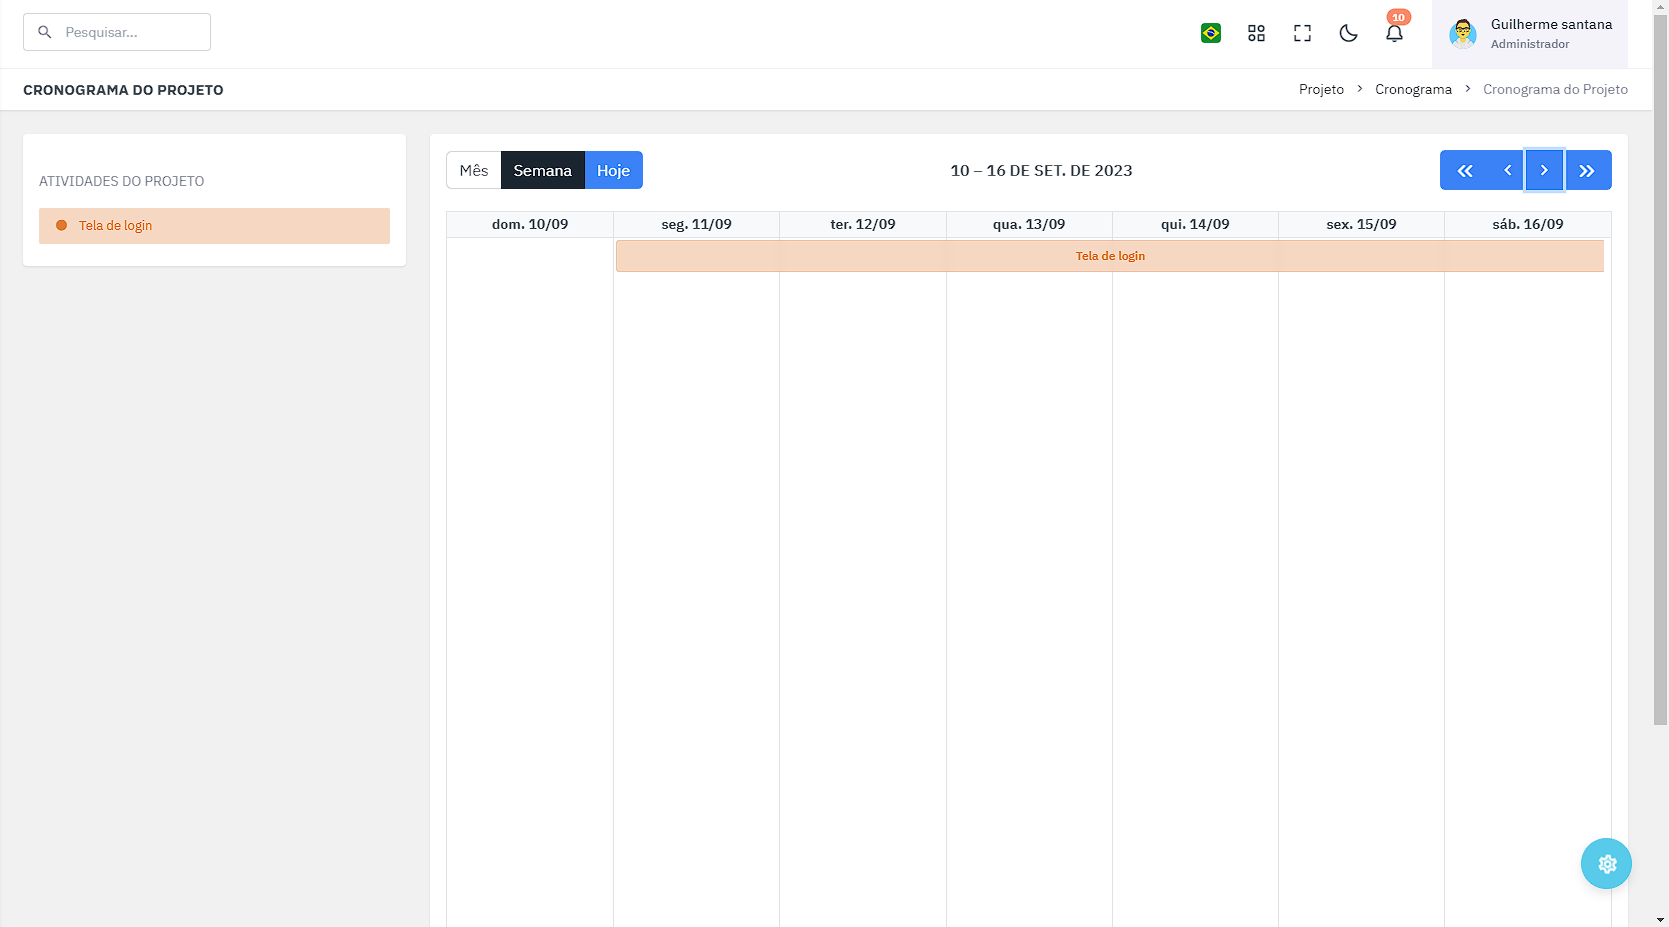 Pesquisar...
10
Guilherme santana
Administrador
CRONOGRAMA DO PROJETO
Projeto > Cronograma > Cronograma do Projeto
ATIVIDADES DO PROJETO
Tela de login
Mês Semana Hoje
10 – 16 DE SET. DE 2023
dom. 10/09 seg. 11/09 ter. 12/09 qua. 13/09 qui. 14/09 sex. 15/09 sáb. 16/09
Tela de login